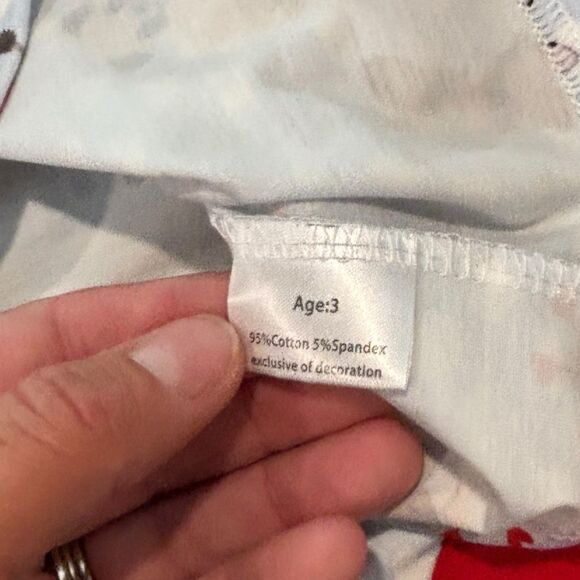 Age:3
95%Cotton 5%Spandex
exclusive of decoration